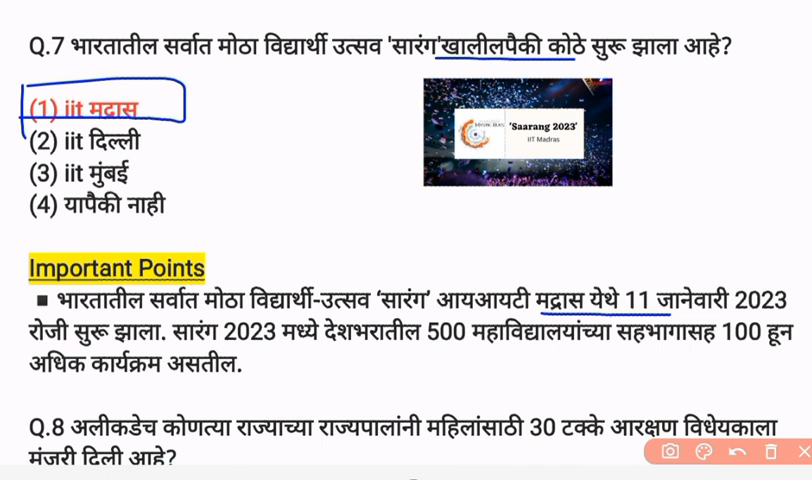 Q.7 भारतातील सर्वात मोठा विद्यार्थी उत्सव 'सारंग'खालीलपैकी कोठे सुरू झाला आहे?
(1) iit मद्रास
(2) iit दिल्ली
(3) iit मुंबई
(4) यापैकी नाही
'Saarang 2023'
IIT Madras
Important Points
▪ भारतातील सर्वात मोठा विद्यार्थी-उत्सव ‘सारंग’ आयआयटी मद्रास येथे 11 जानेवारी 2023
रोजी सुरू झाला. सारंग 2023 मध्ये देशभरातील 500 महाविद्यालयांच्या सहभागासह 100 हून
अधिक कार्यक्रम असतील.
Q.8 अलीकडेच कोणत्या राज्याच्या राज्यपालांनी महिलांसाठी 30 टक्के आरक्षण विधेयकाला
मंजुरी दिली आहे?